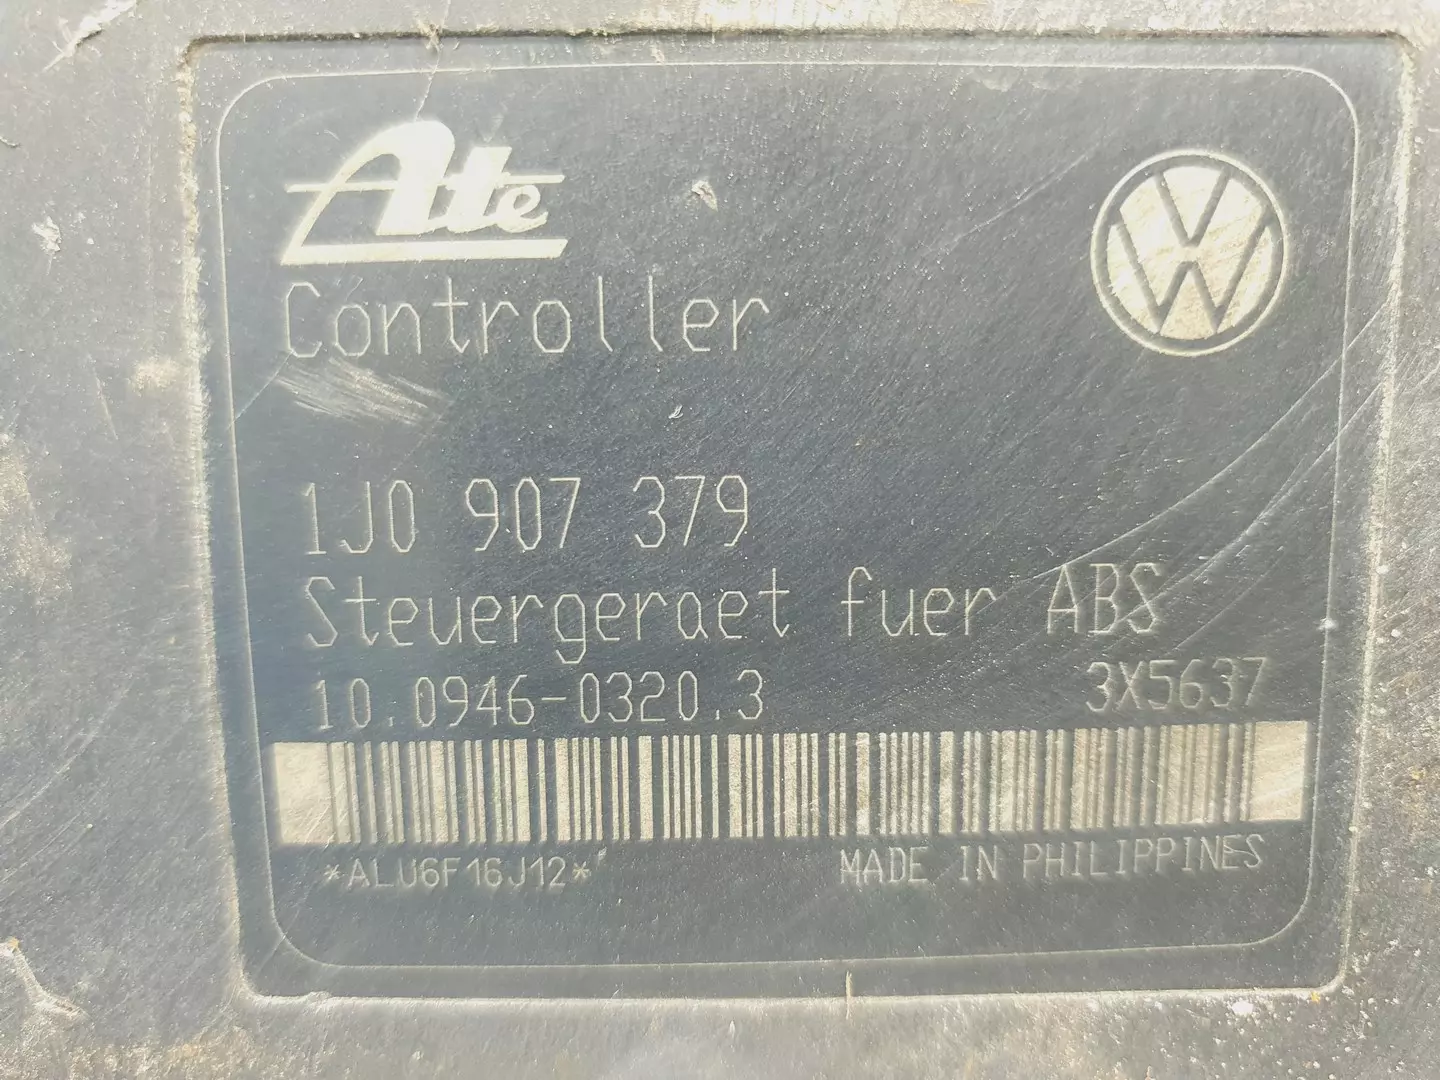 Ate
Controller
1J0 907 379
Steuergeraet fuer ABS
10.0946-0320.3 3X5637
*ALU6F16J12* MADE IN PHILIPPINES